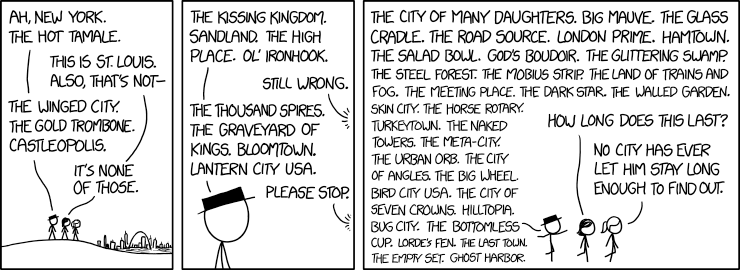 AH, NEW YORK.
THE HOT TAMALE.
THIS IS ST. LOUIS.
ALSO, THAT'S NOT—
THE WINGED CITY.
THE GOLD TROMBONE.
CASTLEOPOLIS.
IT'S NONE
OF THOSE.
THE KISSING KINGDOM.
SANDLAND. THE HIGH
PLACE. OL' IRONHOOK.
STILL WRONG.
THE THOUSAND SPIRES.
THE GRAVEYARD OF
KINGS. BLOOMTOWN.
LANTERN CITY USA.
PLEASE STOP.
THE CITY OF MANY DAUGHTERS. BIG MAUVE. THE GLASS
CRADLE. THE ROAD SOURCE. LONDON PRIME. HAMTOWN.
THE SALAD BOWL. GOD'S BOUDOIR. THE GLITTERING SWAMP.
THE STEEL FOREST. THE MOBIUS STRIP. THE LAND OF TRAINS AND
FOG. THE MEETING PLACE. THE DARK STAR. THE WALLED GARDEN.
SKIN CITY. THE HORSE ROTARY.
TURKEYTOWN. THE NAKED
TOWERS. THE META-CITY.
THE URBAN ORB. THE CITY
OF ANGLES. THE BIG WHEEL.
BIRD CITY USA. THE CITY OF
SEVEN CROWNS. HILLTOPIA.
BUG CITY. THE BOTTOMLESS
CUP. LORDE'S FEN. THE LAST TOWN.
THE EMPTY SET. GHOST HARBOR.
HOW LONG DOES THIS LAST?
NO CITY HAS EVER
LET HIM STAY LONG
ENOUGH TO FIND OUT.